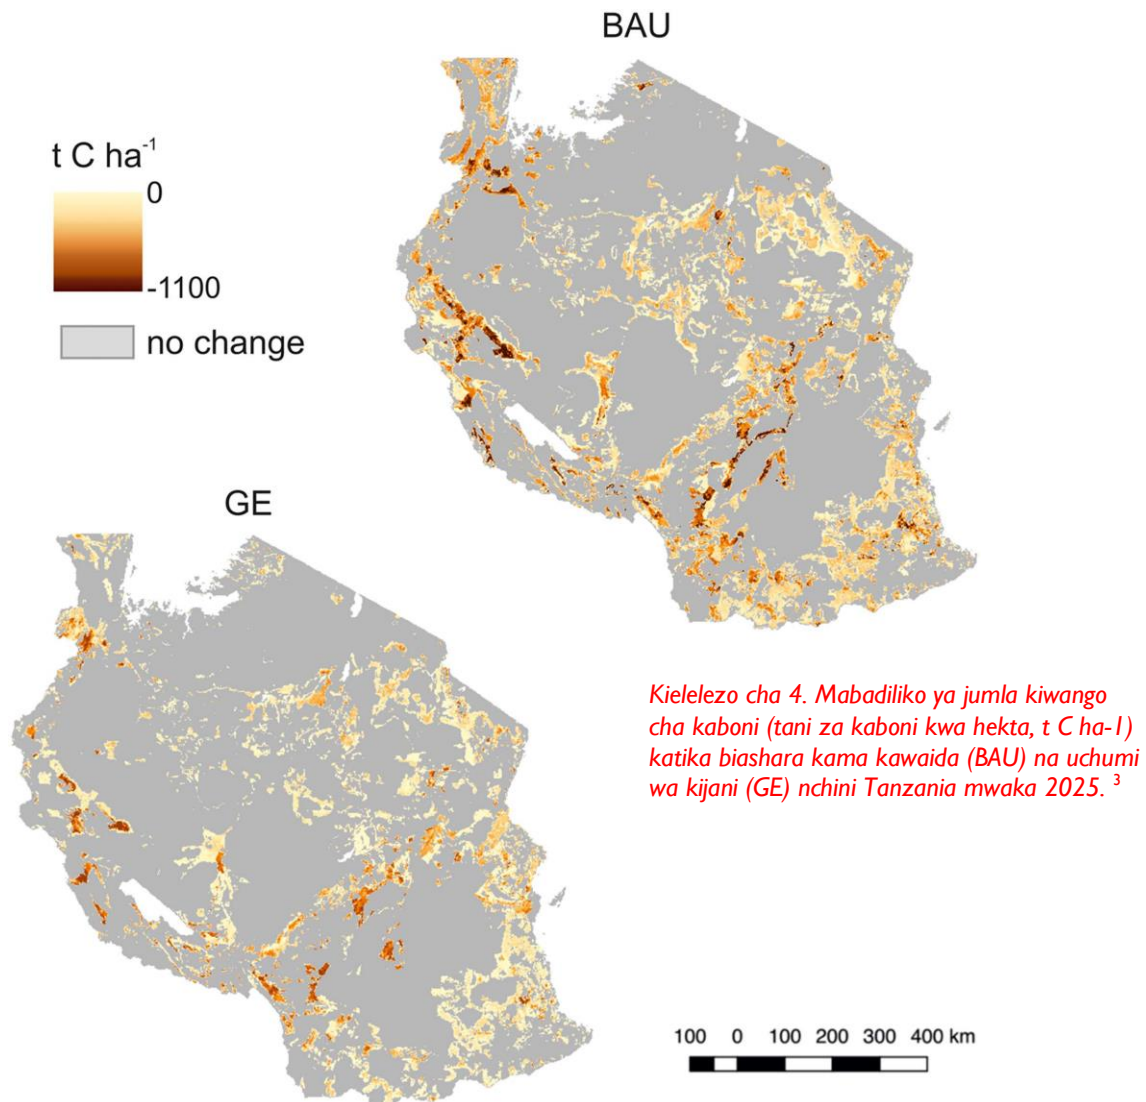 BAU
t C ha⁻¹
0
-1100
no change
GE
Kielelezo cha 4. Mabadiliko ya jumla kiwango
cha kaboni (tani za kaboni kwa hekta, t C ha-1)
katika biashara kama kawaida (BAU) na uchumi
wa kijani (GE) nchini Tanzania mwaka 2025. ³
100 0 100 200 300 400 km